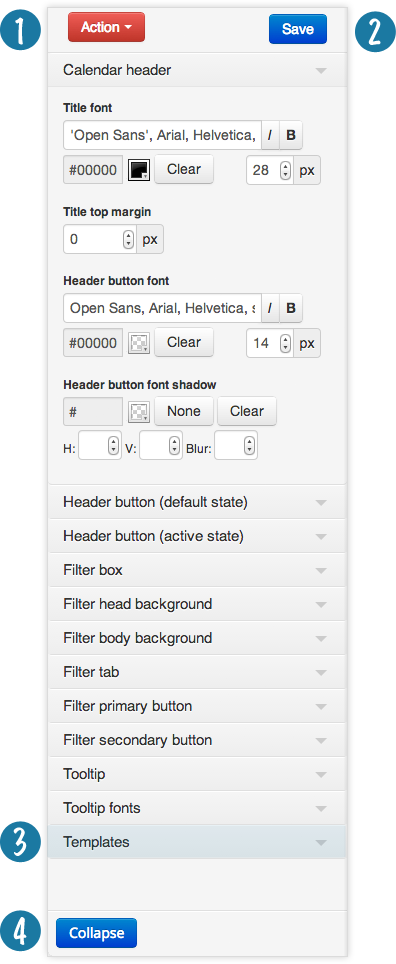 1 Action Save 2
Calendar header
Title font
'Open Sans', Arial, Helvetica, I B
#00000 Clear 28 px
Title top margin
0 px
Header button font
Open Sans, Arial, Helvetica, s I B
#00000 Clear 14 px
Header button font shadow
# None Clear
H: V: Blur:
Header button (default state)
Header button (active state)
Filter box
Filter head background
Filter body background
Filter tab
Filter primary button
Filter secondary button
Tooltip
Tooltip fonts
3 Templates
4 Collapse